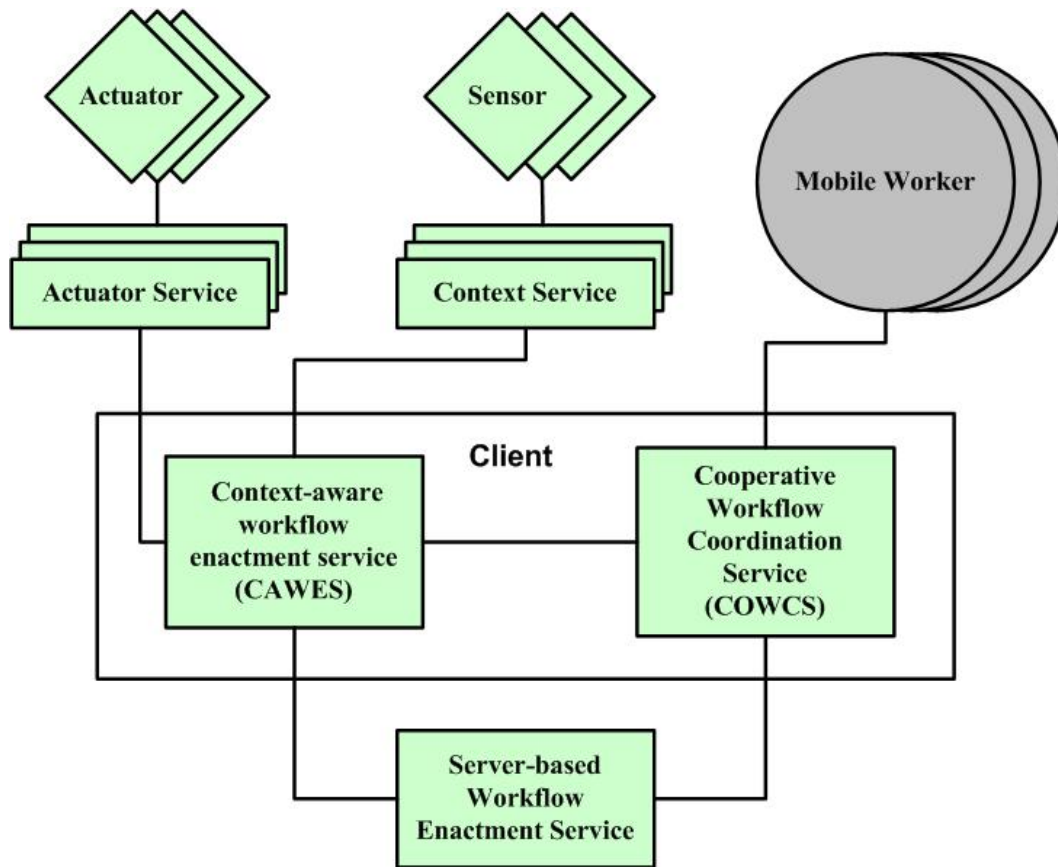 Actuator
Sensor
Mobile Worker
Actuator Service
Context Service
Client
Context-aware
workflow
enactment service
(CAWES)
Cooperative
Workflow
Coordination
Service
(COWCS)
Server-based
Workflow
Enactment Service